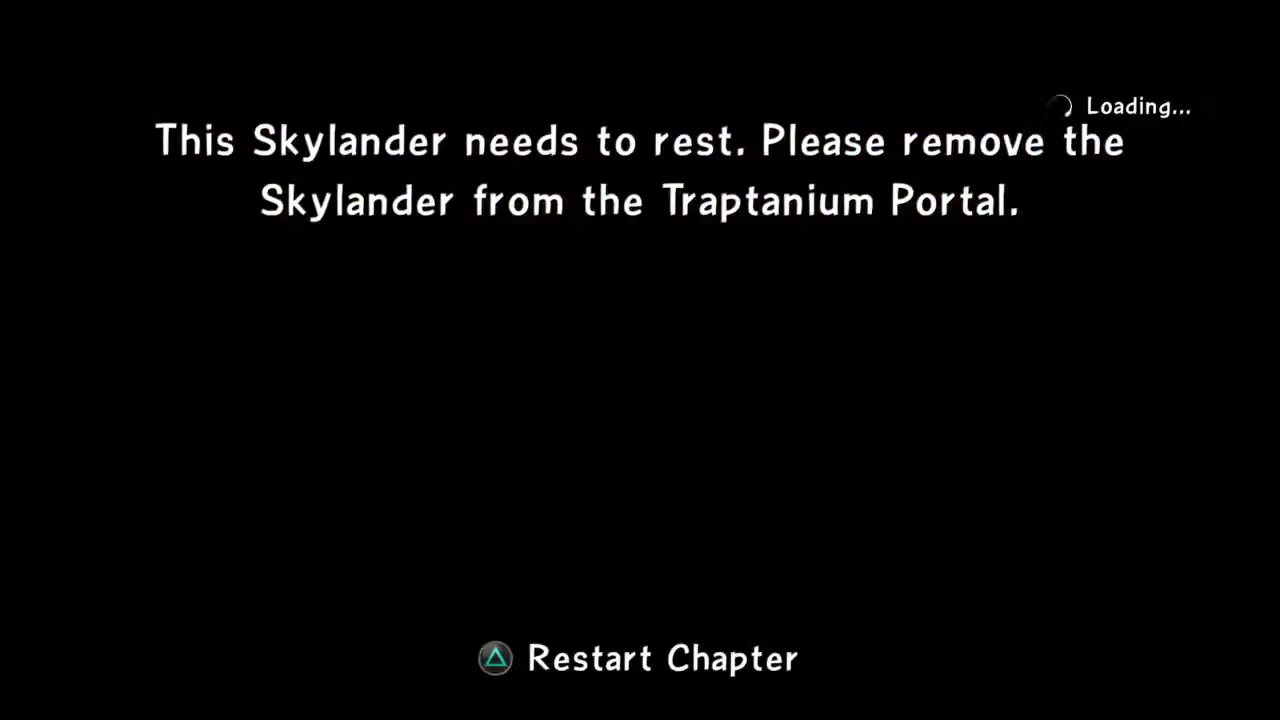 Loading...
This Skylander needs to rest. Please remove the
Skylander from the Traptanium Portal.
Restart Chapter